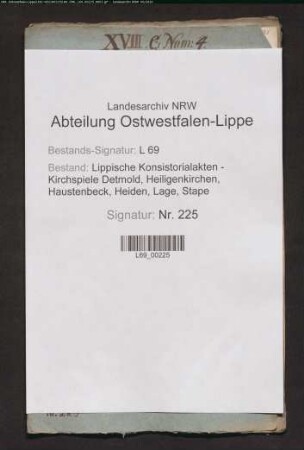 XVIII C, Num: 4.
Landesarchiv NRW
Abteilung Ostwestfalen-Lippe
Bestands-Signatur: L 69
Bestand: Lippische Konsistorialakten -
Kirchspiele Detmold, Heiligenkirchen,
Haustenbeck, Heiden, Lage, Stape
Signatur: Nr. 225
L69_00225